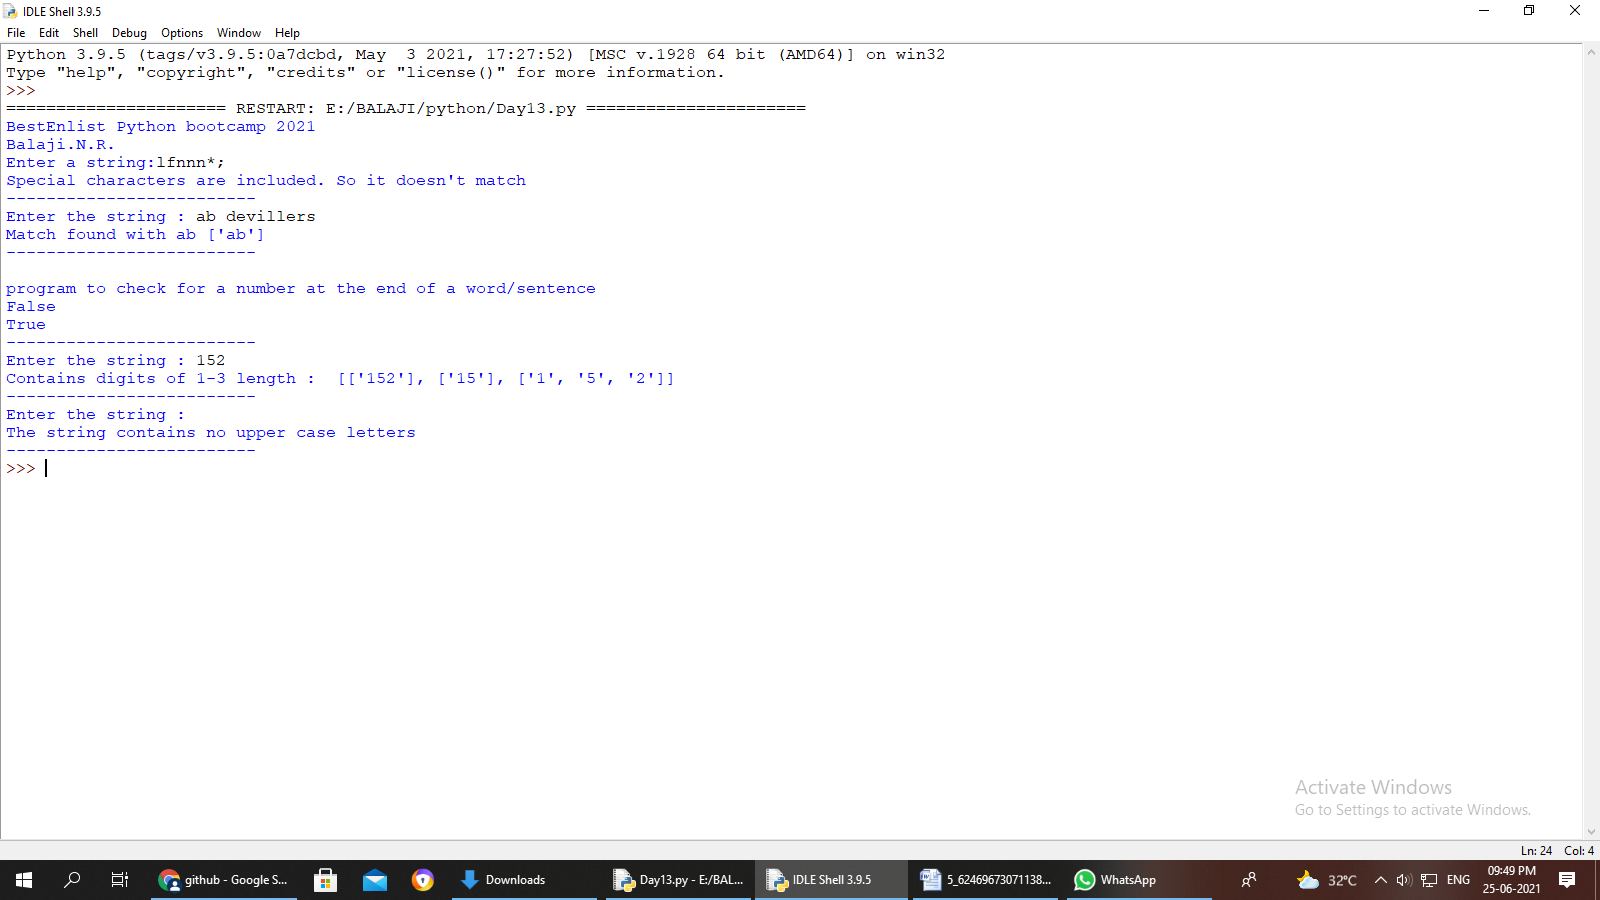 IDLE Shell 3.9.5
File Edit Shell Debug Options Window Help
Python 3.9.5 (tags/v3.9.5:0a7dcbd, May  3 2021, 17:27:52) [MSC v.1928 64 bit (AMD64)] on win32
Type "help", "copyright", "credits" or "license()" for more information.
>>>
====================== RESTART: E:/BALAJI/python/Day13.py ======================
BestEnlist Python bootcamp 2021
Balaji.N.R.
Enter a string:lfnnn*;
Special characters are included. So it doesn't match
-------------------------
Enter the string : ab devillers
Match found with ab ['ab']
-------------------------
program to check for a number at the end of a word/sentence
False
True
-------------------------
Enter the string : 152
Contains digits of 1-3 length :  [['152'], ['15'], ['1', '5', '2']]
-------------------------
Enter the string :
The string contains no upper case letters
-------------------------
>>>
Activate Windows
Go to Settings to activate Windows.
Ln: 24 Col: 4
github - Google S... Downloads Day13.py - E:/BAL... IDLE Shell 3.9.5 5_62469673071138... WhatsApp 32°C ENG 09:49 PM
25-06-2021